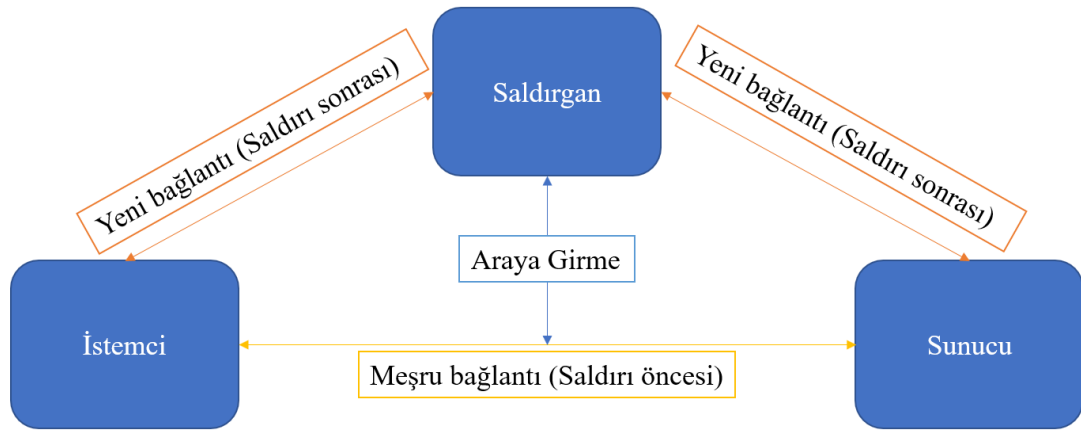 Saldırgan
Yeni bağlantı (Saldırı sonrası)
Yeni bağlantı (Saldırı sonrası)
Araya Girme
İstemci
Sunucu
Meşru bağlantı (Saldırı öncesi)